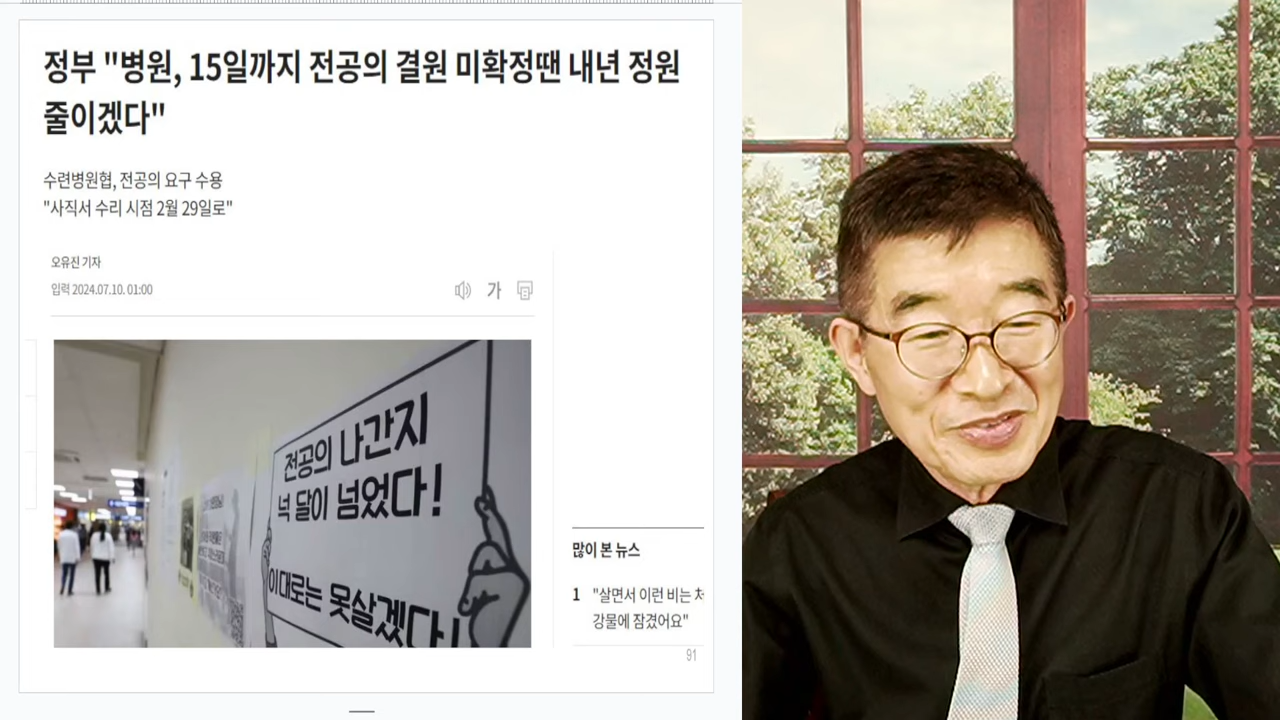 정부 "병원, 15일까지 전공의 결원 미확정땐 내년 정원
줄이겠다"
수련병원협, 전공의 요구 수용
"사직서 수리 시점 2월 29일로"
오유진 기자
입력 2024.07.10. 01:00
가
전공의 나간지
넉 달이 넘었다!
이대로는 못살겠다!
많이 본 뉴스
1 "살면서 이런 비는
강물에 잠겼어요"
91